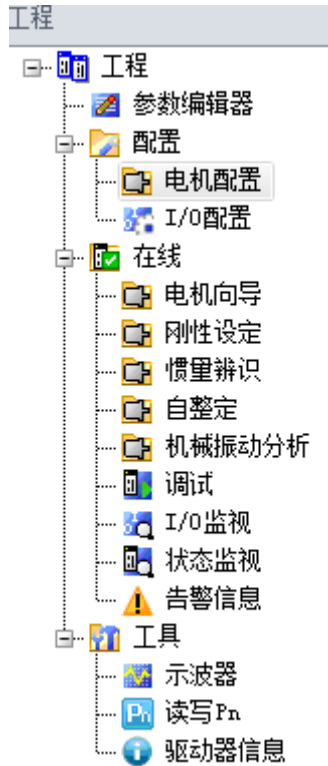 工程
工程
参数编辑器
配置
电机配置
I/O配置
在线
电机向导
刚性设定
惯量辨识
自整定
机械振动分析
调试
I/O监视
状态监视
告警信息
工具
示波器
Pn 读写Pn
驱动器信息